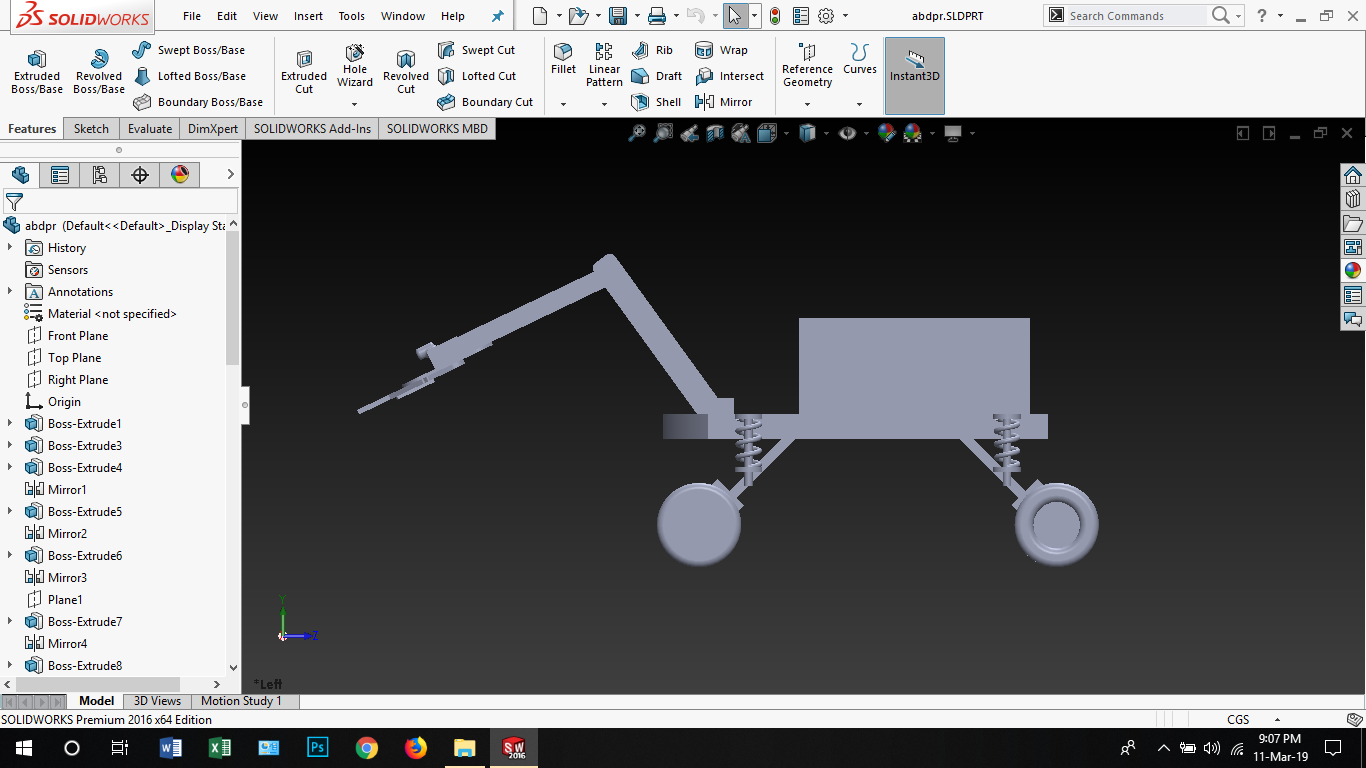 SOLIDWORKS
File Edit View Insert Tools Window Help
abdpr.SLDPRT
Search Commands
?
Extruded Boss/Base
Revolved Boss/Base
Swept Boss/Base
Lofted Boss/Base
Boundary Boss/Base
Extruded Cut
Hole Wizard
Revolved Cut
Swept Cut
Lofted Cut
Boundary Cut
Fillet
Linear Pattern
Rib
Draft
Shell
Wrap
Intersect
Mirror
Reference Geometry
Curves
Instant3D
Features Sketch Evaluate DimXpert SOLIDWORKS Add-Ins SOLIDWORKS MBD
abdpr (Default<<Default>_Display Sta
History
Sensors
A Annotations
Material <not specified>
Front Plane
Top Plane
Right Plane
Origin
Boss-Extrude1
Boss-Extrude3
Boss-Extrude4
Mirror1
Boss-Extrude5
Mirror2
Boss-Extrude6
Mirror3
Plane1
Boss-Extrude7
Mirror4
Boss-Extrude8
Y
Z
*Left
Model 3D Views Motion Study 1
SOLIDWORKS Premium 2016 x64 Edition
CGS
Ps
SW 2016
9:07 PM
11-Mar-19